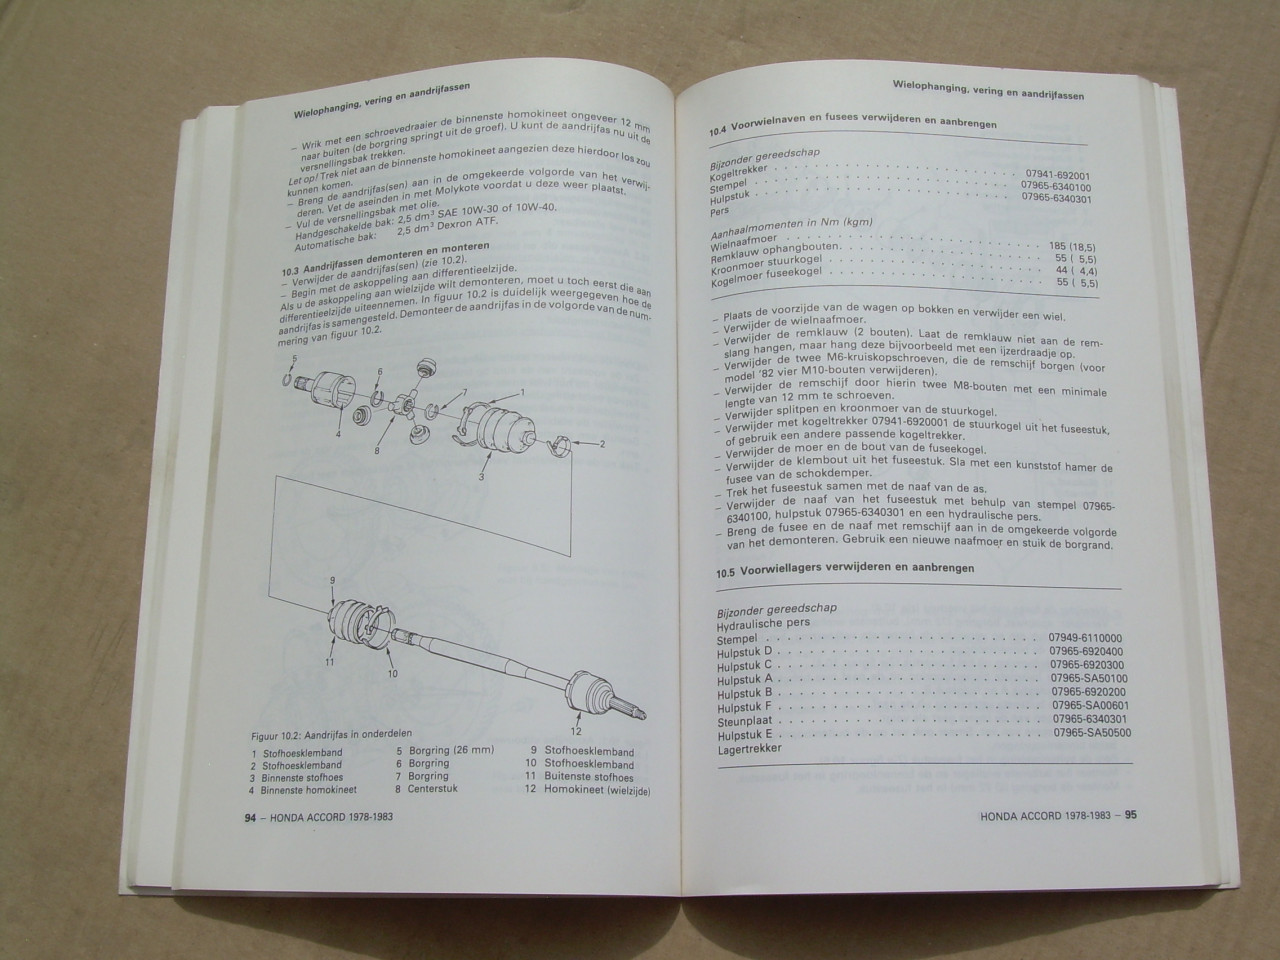 Wielophanging, vering en aandrijfassen
– Wrik met een schroevedraaier de binnenste homokineet ongeveer 12 mm
naar buiten (de borgring springt uit de groef). U kunt de aandrijfas nu uit de
versnellingsbak trekken.
Let op! Trek niet aan de binnenste homokineet aangezien deze hierdoor los zou
kunnen komen.
– Breng de aandrijfas(sen) aan in de omgekeerde volgorde van het verwij-
deren. Vet de aseinden in met Molykote voordat u deze weer plaatst.
– Vul de versnellingsbak met olie.
Handgeschakelde bak: 2,5 dm³ SAE 10W-30 of 10W-40.
Automatische bak: 2,5 dm³ Dexron ATF.
10.3 Aandrijfassen demonteren en monteren
– Verwijder de aandrijfas(sen) (zie 10.2).
– Begin met de askoppeling aan differentieelzijde.
Als u de askoppeling aan wielzijde wilt demonteren, moet u toch eerst die aan
differentieelzijde uiteennemen. In figuur 10.2 is duidelijk weergegeven hoe de
aandrijfas is samengesteld. Demonteer de aandrijfas in de volgorde van de num-
mering van figuur 10.2.
5
6
7
1
4
8
3
2
9
11
10
12
Figuur 10.2: Aandrijfas in onderdelen
1 Stofhoesklemband
2 Stofhoesklemband
3 Binnenste stofhoes
4 Binnenste homokineet
5 Borgring (26 mm)
6 Borgring
7 Borgring
8 Centerstuk
9 Stofhoesklemband
10 Stofhoesklemband
11 Buitenste stofhoes
12 Homokineet (wielzijde)
94 – HONDA ACCORD 1978-1983
Wielophanging, vering en aandrijfassen
10.4 Voorwielnaven en fusees verwijderen en aanbrengen
Bijzonder gereedschap
Kogeltrekker . . . . . . . . . . . . . . . . . . . . 07941-692001
Stempel . . . . . . . . . . . . . . . . . . . . 07965-6340100
Hulpstuk . . . . . . . . . . . . . . . . . . . . 07965-6340301
Pers
Aanhaalmomenten in Nm (kgm)
Wielnaafmoer . . . . . . . . . . . . . . . . . . . . 185 (18,5)
Remklauw ophangbouten. . . . . . . . . . . . . . . . . . . . 55 ( 5,5)
Kroonmoer stuurkogel . . . . . . . . . . . . . . . . . . . . 44 ( 4,4)
Kogelmoer fuseekogel . . . . . . . . . . . . . . . . . . . . 55 ( 5,5)
– Plaats de voorzijde van de wagen op bokken en verwijder een wiel.
– Verwijder de wielnaafmoer.
– Verwijder de remklauw (2 bouten). Laat de remklauw niet aan de rem-
slang hangen, maar hang deze bijvoorbeeld met een ijzerdraadje op.
– Verwijder de twee M6-kruiskopschroeven, die de remschijf borgen (voor
model '82 vier M10-bouten verwijderen).
– Verwijder de remschijf door hierin twee M8-bouten met een minimale
lengte van 12 mm te schroeven.
– Verwijder splitpen en kroonmoer van de stuurkogel.
– Verwijder met kogeltrekker 07941-6920001 de stuurkogel uit het fuseestuk,
of gebruik een andere passende kogeltrekker.
– Verwijder de moer en de bout van de fuseekogel.
– Verwijder de klembout uit het fuseestuk. Sla met een kunststof hamer de
fusee van de schokdemper.
– Trek het fuseestuk samen met de naaf van de as.
– Verwijder de naaf van het fuseestuk met behulp van stempel 07965-
6340100, hulpstuk 07965-6340301 en een hydraulische pers.
– Breng de fusee en de naaf met remschijf aan in de omgekeerde volgorde
van het demonteren. Gebruik een nieuwe naafmoer en stuik de borgrand.
10.5 Voorwiellagers verwijderen en aanbrengen
Bijzonder gereedschap
Hydraulische pers
Stempel . . . . . . . . . . . . . . . . . . . . 07949-6110000
Hulpstuk D . . . . . . . . . . . . . . . . . . . . 07965-6920400
Hulpstuk C . . . . . . . . . . . . . . . . . . . . 07965-6920300
Hulpstuk A . . . . . . . . . . . . . . . . . . . . 07965-SA50100
Hulpstuk B . . . . . . . . . . . . . . . . . . . . 07965-6920200
Hulpstuk F . . . . . . . . . . . . . . . . . . . . 07965-SA00601
Steunplaat . . . . . . . . . . . . . . . . . . . . 07965-6340301
Hulpstuk E . . . . . . . . . . . . . . . . . . . . 07965-SA50500
Lagertrekker
HONDA ACCORD 1978-1983 – 95